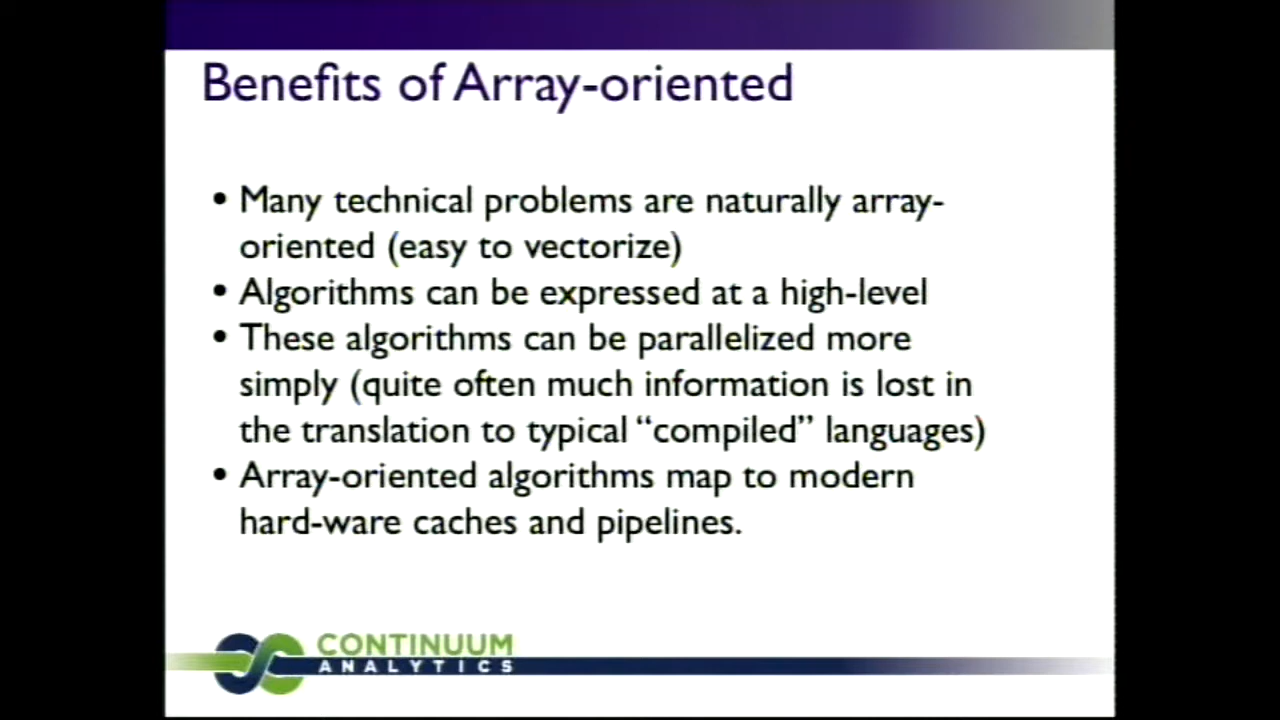 Benefits of Array-oriented
• Many technical problems are naturally array-
oriented (easy to vectorize)
• Algorithms can be expressed at a high-level
• These algorithms can be parallelized more
simply (quite often much information is lost in
the translation to typical “compiled” languages)
• Array-oriented algorithms map to modern
hard-ware caches and pipelines.
CONTINUUM
ANALYTICS